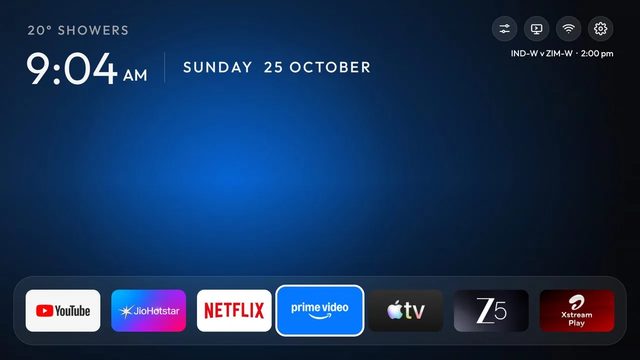 20° SHOWERS
9:04 AM
SUNDAY 25 OCTOBER
IND-W v ZIM-W · 2:00 pm
YouTube
JioHotstar
NETFLIX
prime video
tv
Z5
Xstream
Play